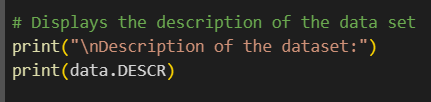 # Displays the description of the data set
print("\nDescription of the dataset:")
print(data.DESCR)